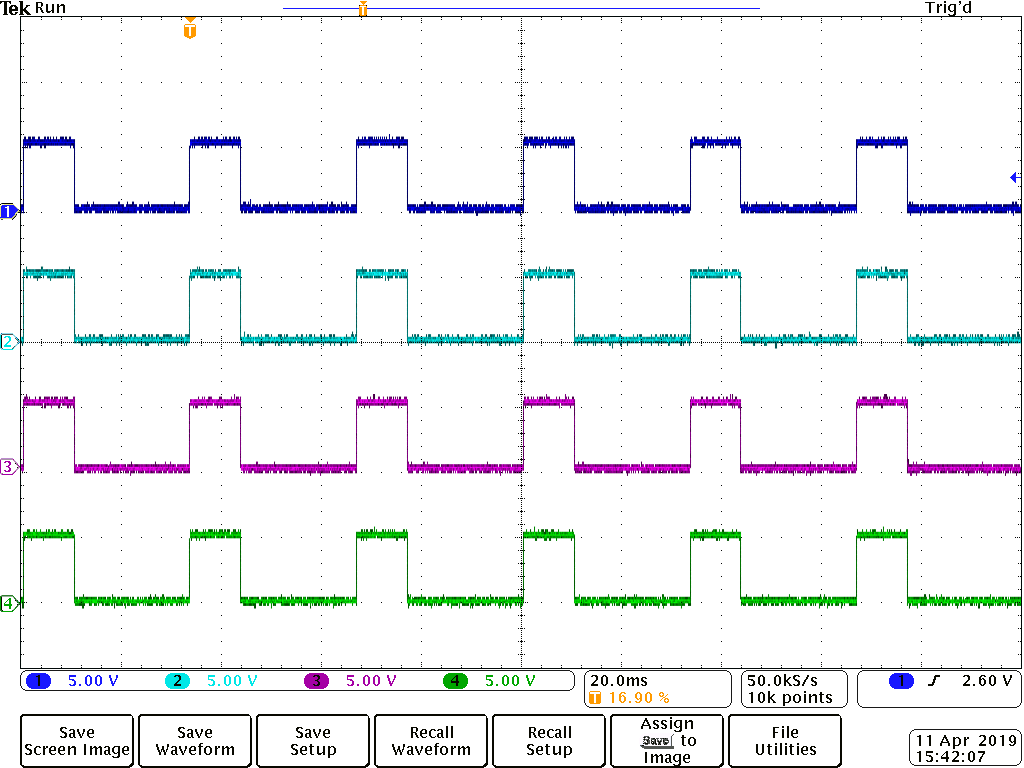 Tek Run Trig'd
T
T
1
2
3
4
1 5.00 V 2 5.00 V 3 5.00 V 4 5.00 V
20.0ms
T 16.90 %
50.0kS/s
10k points
1 2.60 V
Save
Screen Image
Save
Waveform
Save
Setup
Recall
Waveform
Recall
Setup
Assign
Save to
Image
File
Utilities
11 Apr 2019
15:42:07